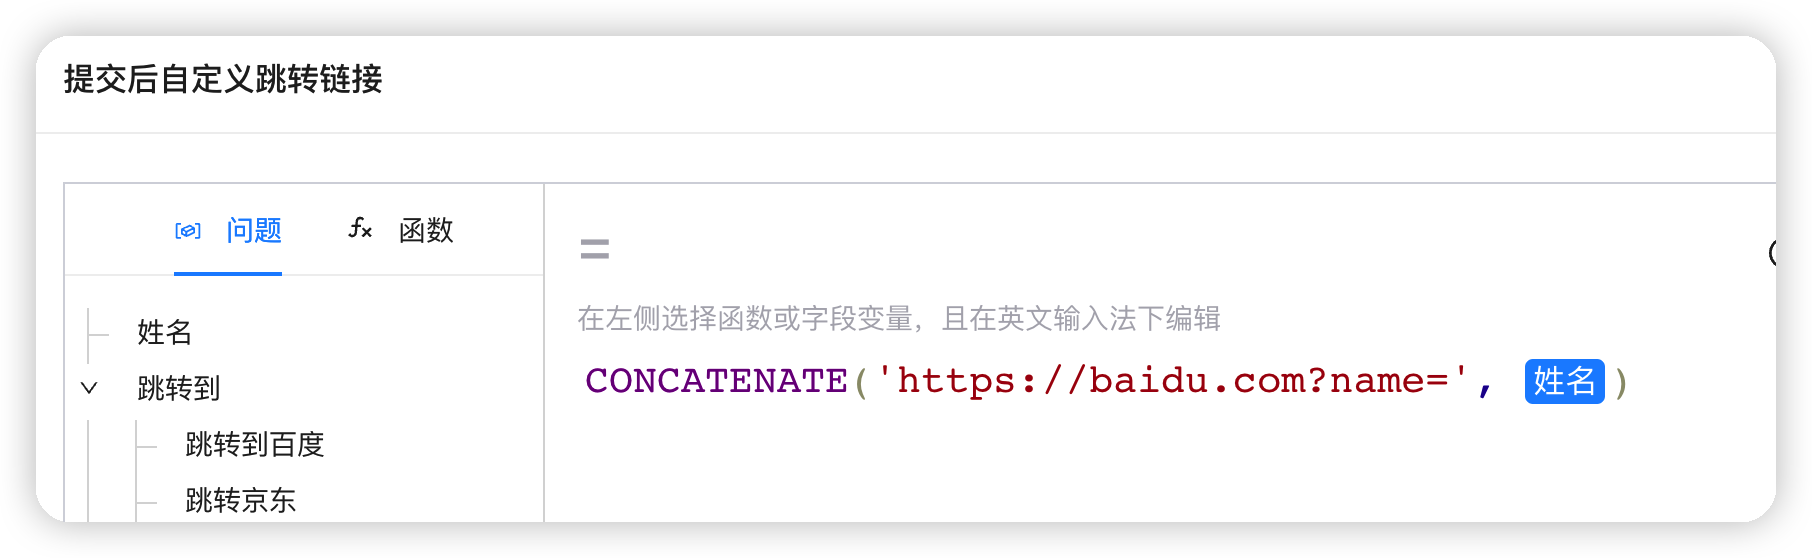 提交后自定义跳转链接
问题 函数
=
在左侧选择函数或字段变量，且在英文输入法下编辑
CONCATENATE('https://baidu.com?name=', 姓名)
姓名
跳转到
跳转到百度
跳转京东